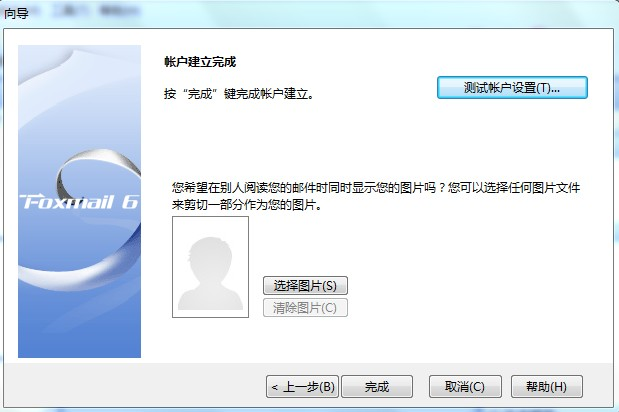 向导
帐户建立完成
按“完成”键完成帐户建立。
测试帐户设置(T)...
Foxmail 6
您希望在别人阅读您的邮件时同时显示您的图片吗？您可以选择任何图片文件
来剪切一部分作为您的图片。
选择图片(S)
清除图片(C)
< 上一步(B)
完成
取消(C)
帮助(H)